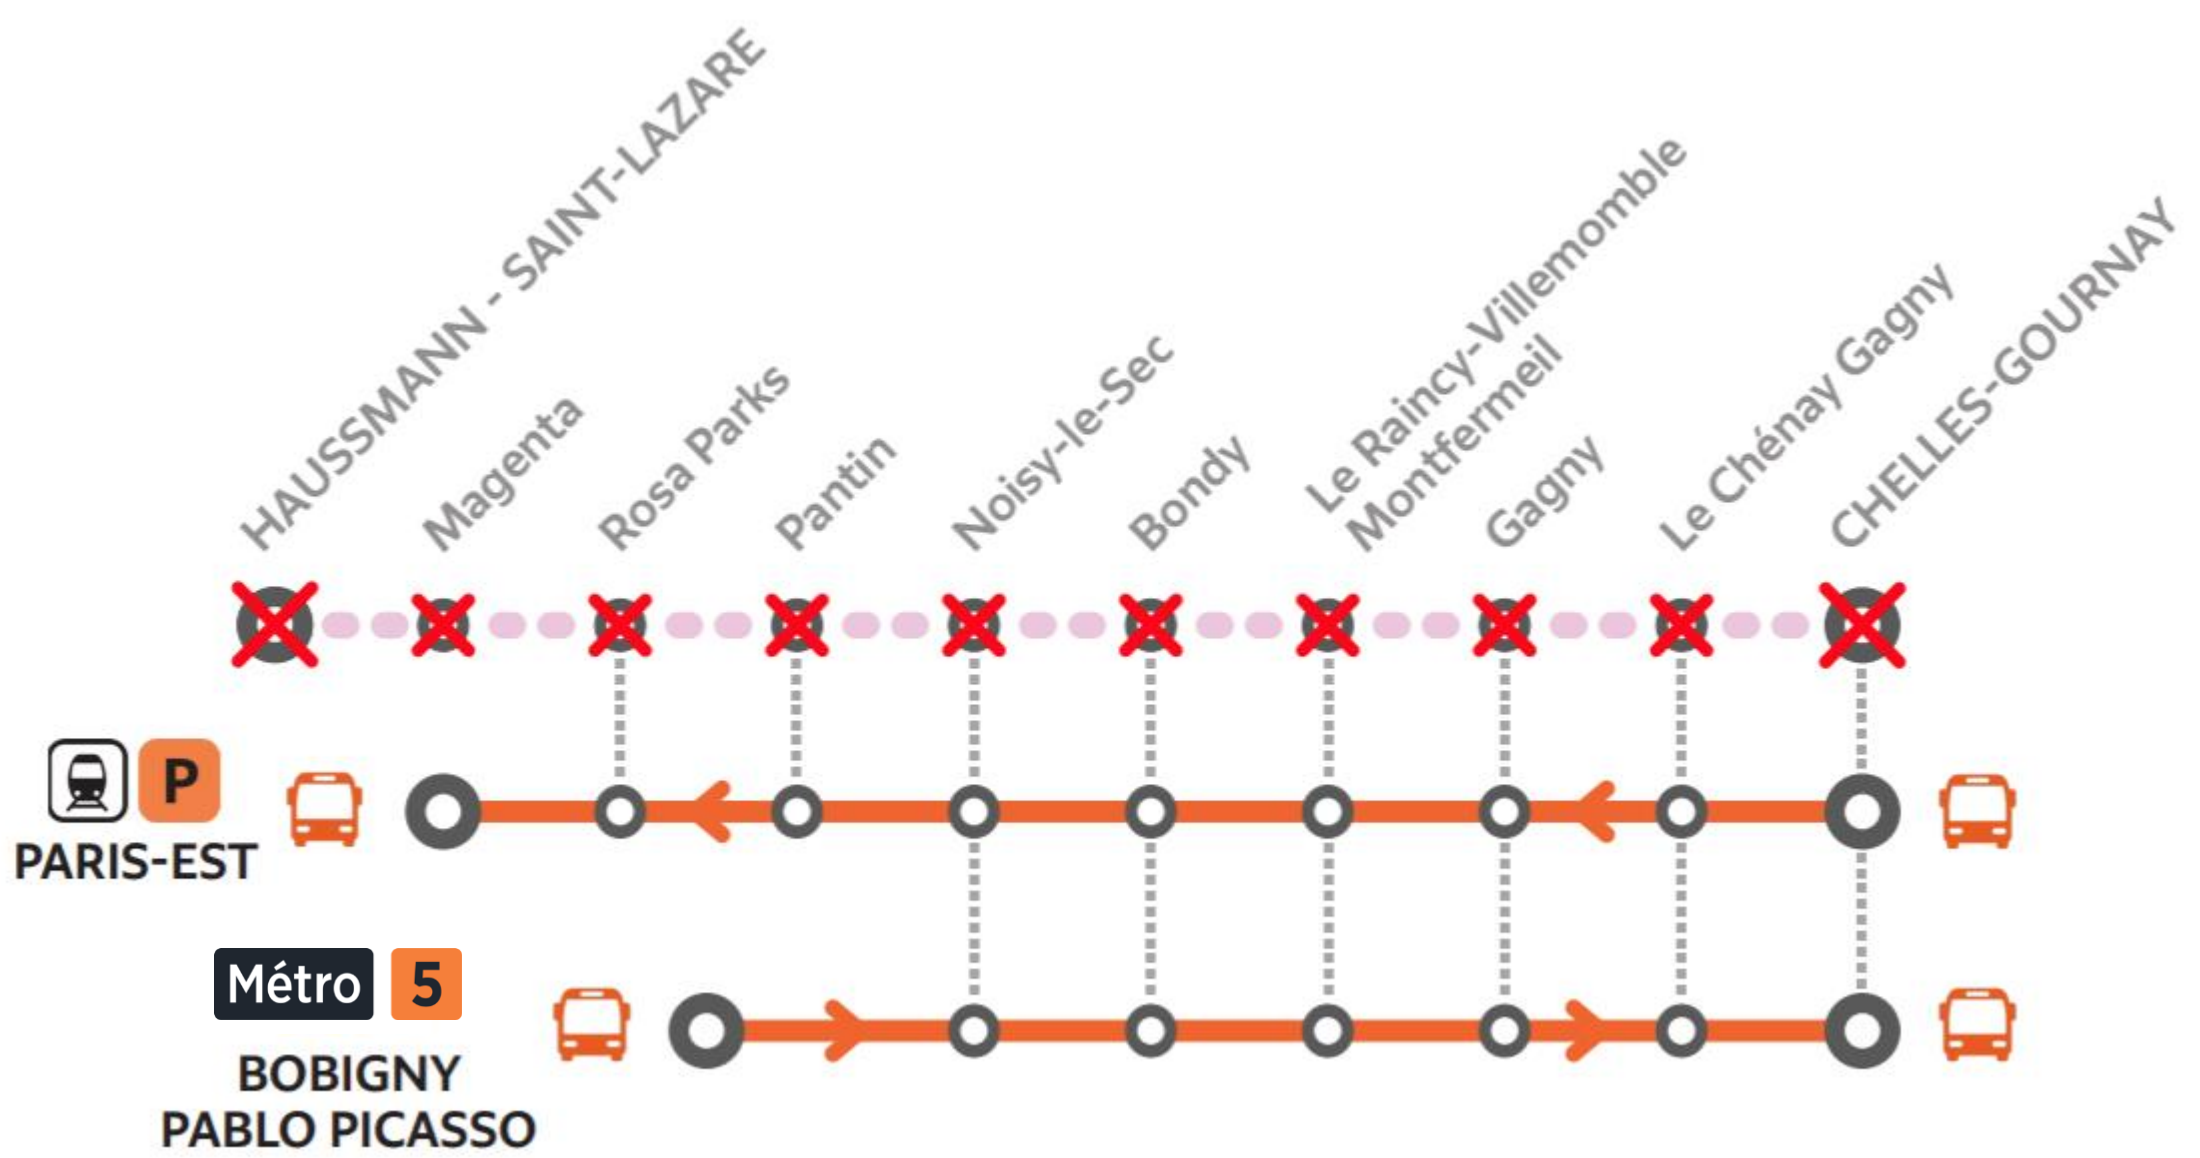 HAUSSMANN - SAINT-LAZARE
Magenta
Rosa Parks
Pantin
Noisy-le-Sec
Bondy
Le Raincy-Villemomble
Montfermeil
Gagny
Le Chénay Gagny
CHELLES-GOURNAY
P
PARIS-EST
Métro 5
BOBIGNY
PABLO PICASSO